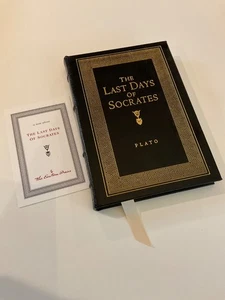 THE
LAST DAYS
OF
SOCRATES
PLATO
THE LAST DAYS
OF SOCRATES
The Easton Press